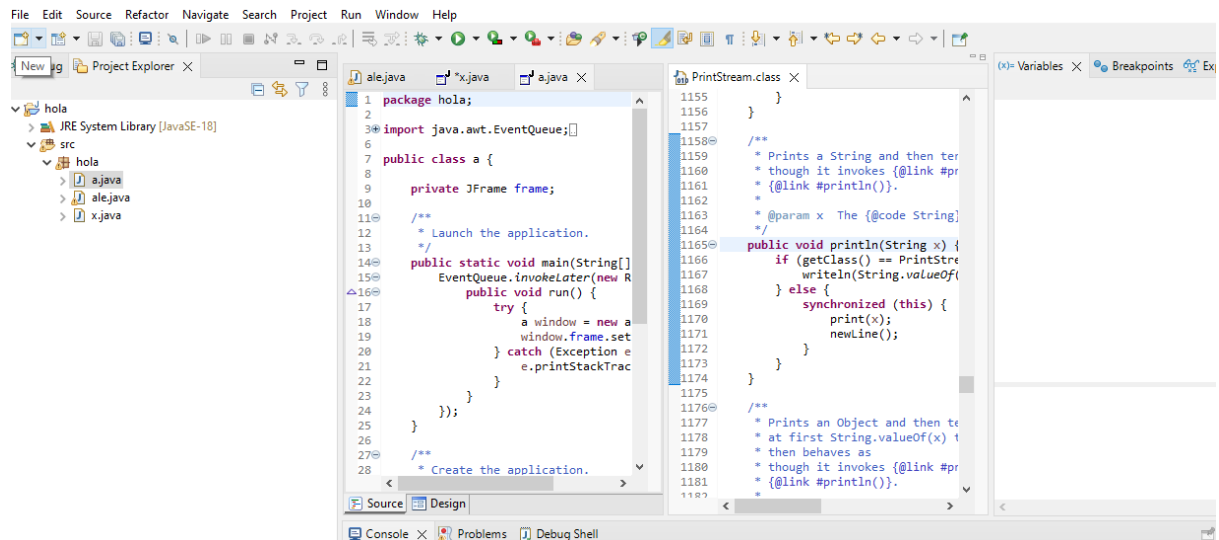 File Edit Source Refactor Navigate Search Project Run Window Help
New
Project Explorer
hola
JRE System Library [JavaSE-18]
src
hola
a.java
ale.java
x.java
ale.java *x.java a.java
1 package hola;
2
3 import java.awt.EventQueue;
6
7 public class a {
8
9 private JFrame frame;
10
11 /**
12 * Launch the application.
13 */
14 public static void main(String[]
15 EventQueue.invokeLater(new R
16 public void run() {
17 try {
18 a window = new a
19 window.frame.set
20 } catch (Exception e
21 e.printStackTrac
22 }
23 }
24 });
25 }
26
27 /**
28 * Create the application.
Source Design
PrintStream.class
1155 }
1156 }
1157
1158 /**
1159 * Prints a String and then ter
1160 * though it invokes {@link #pr
1161 * {@link #println()}.
1162 *
1163 * @param x The {@code String}
1164 */
1165 public void println(String x) {
1166 if (getClass() == PrintStre
1167 writeln(String.valueOf(
1168 } else {
1169 synchronized (this) {
1170 print(x);
1171 newLine();
1172 }
1173 }
1174 }
1175
1176 /**
1177 * Prints an Object and then te
1178 * at first String.valueOf(x) t
1179 * then behaves as
1180 * though it invokes {@link #pr
1181 * {@link #println()}.
1182 *
(x)= Variables Breakpoints Ex
Console Problems Debug Shell